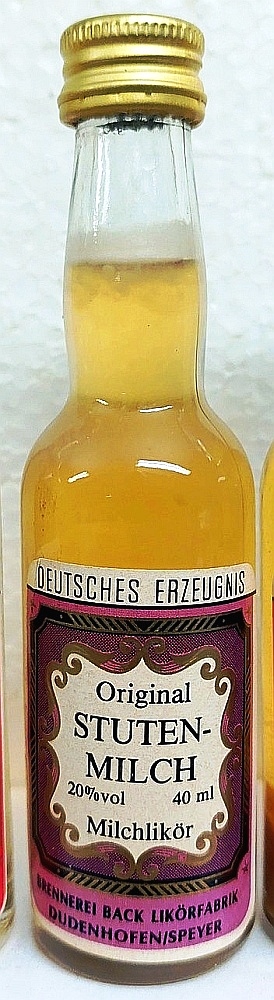 DEUTSCHES ERZEUGNIS
Original
STUTEN-
MILCH
20%vol 40 ml
Milchlikör
BRENNEREI BACK LIKÖRFABRIK
DUDENHOFEN/SPEYER